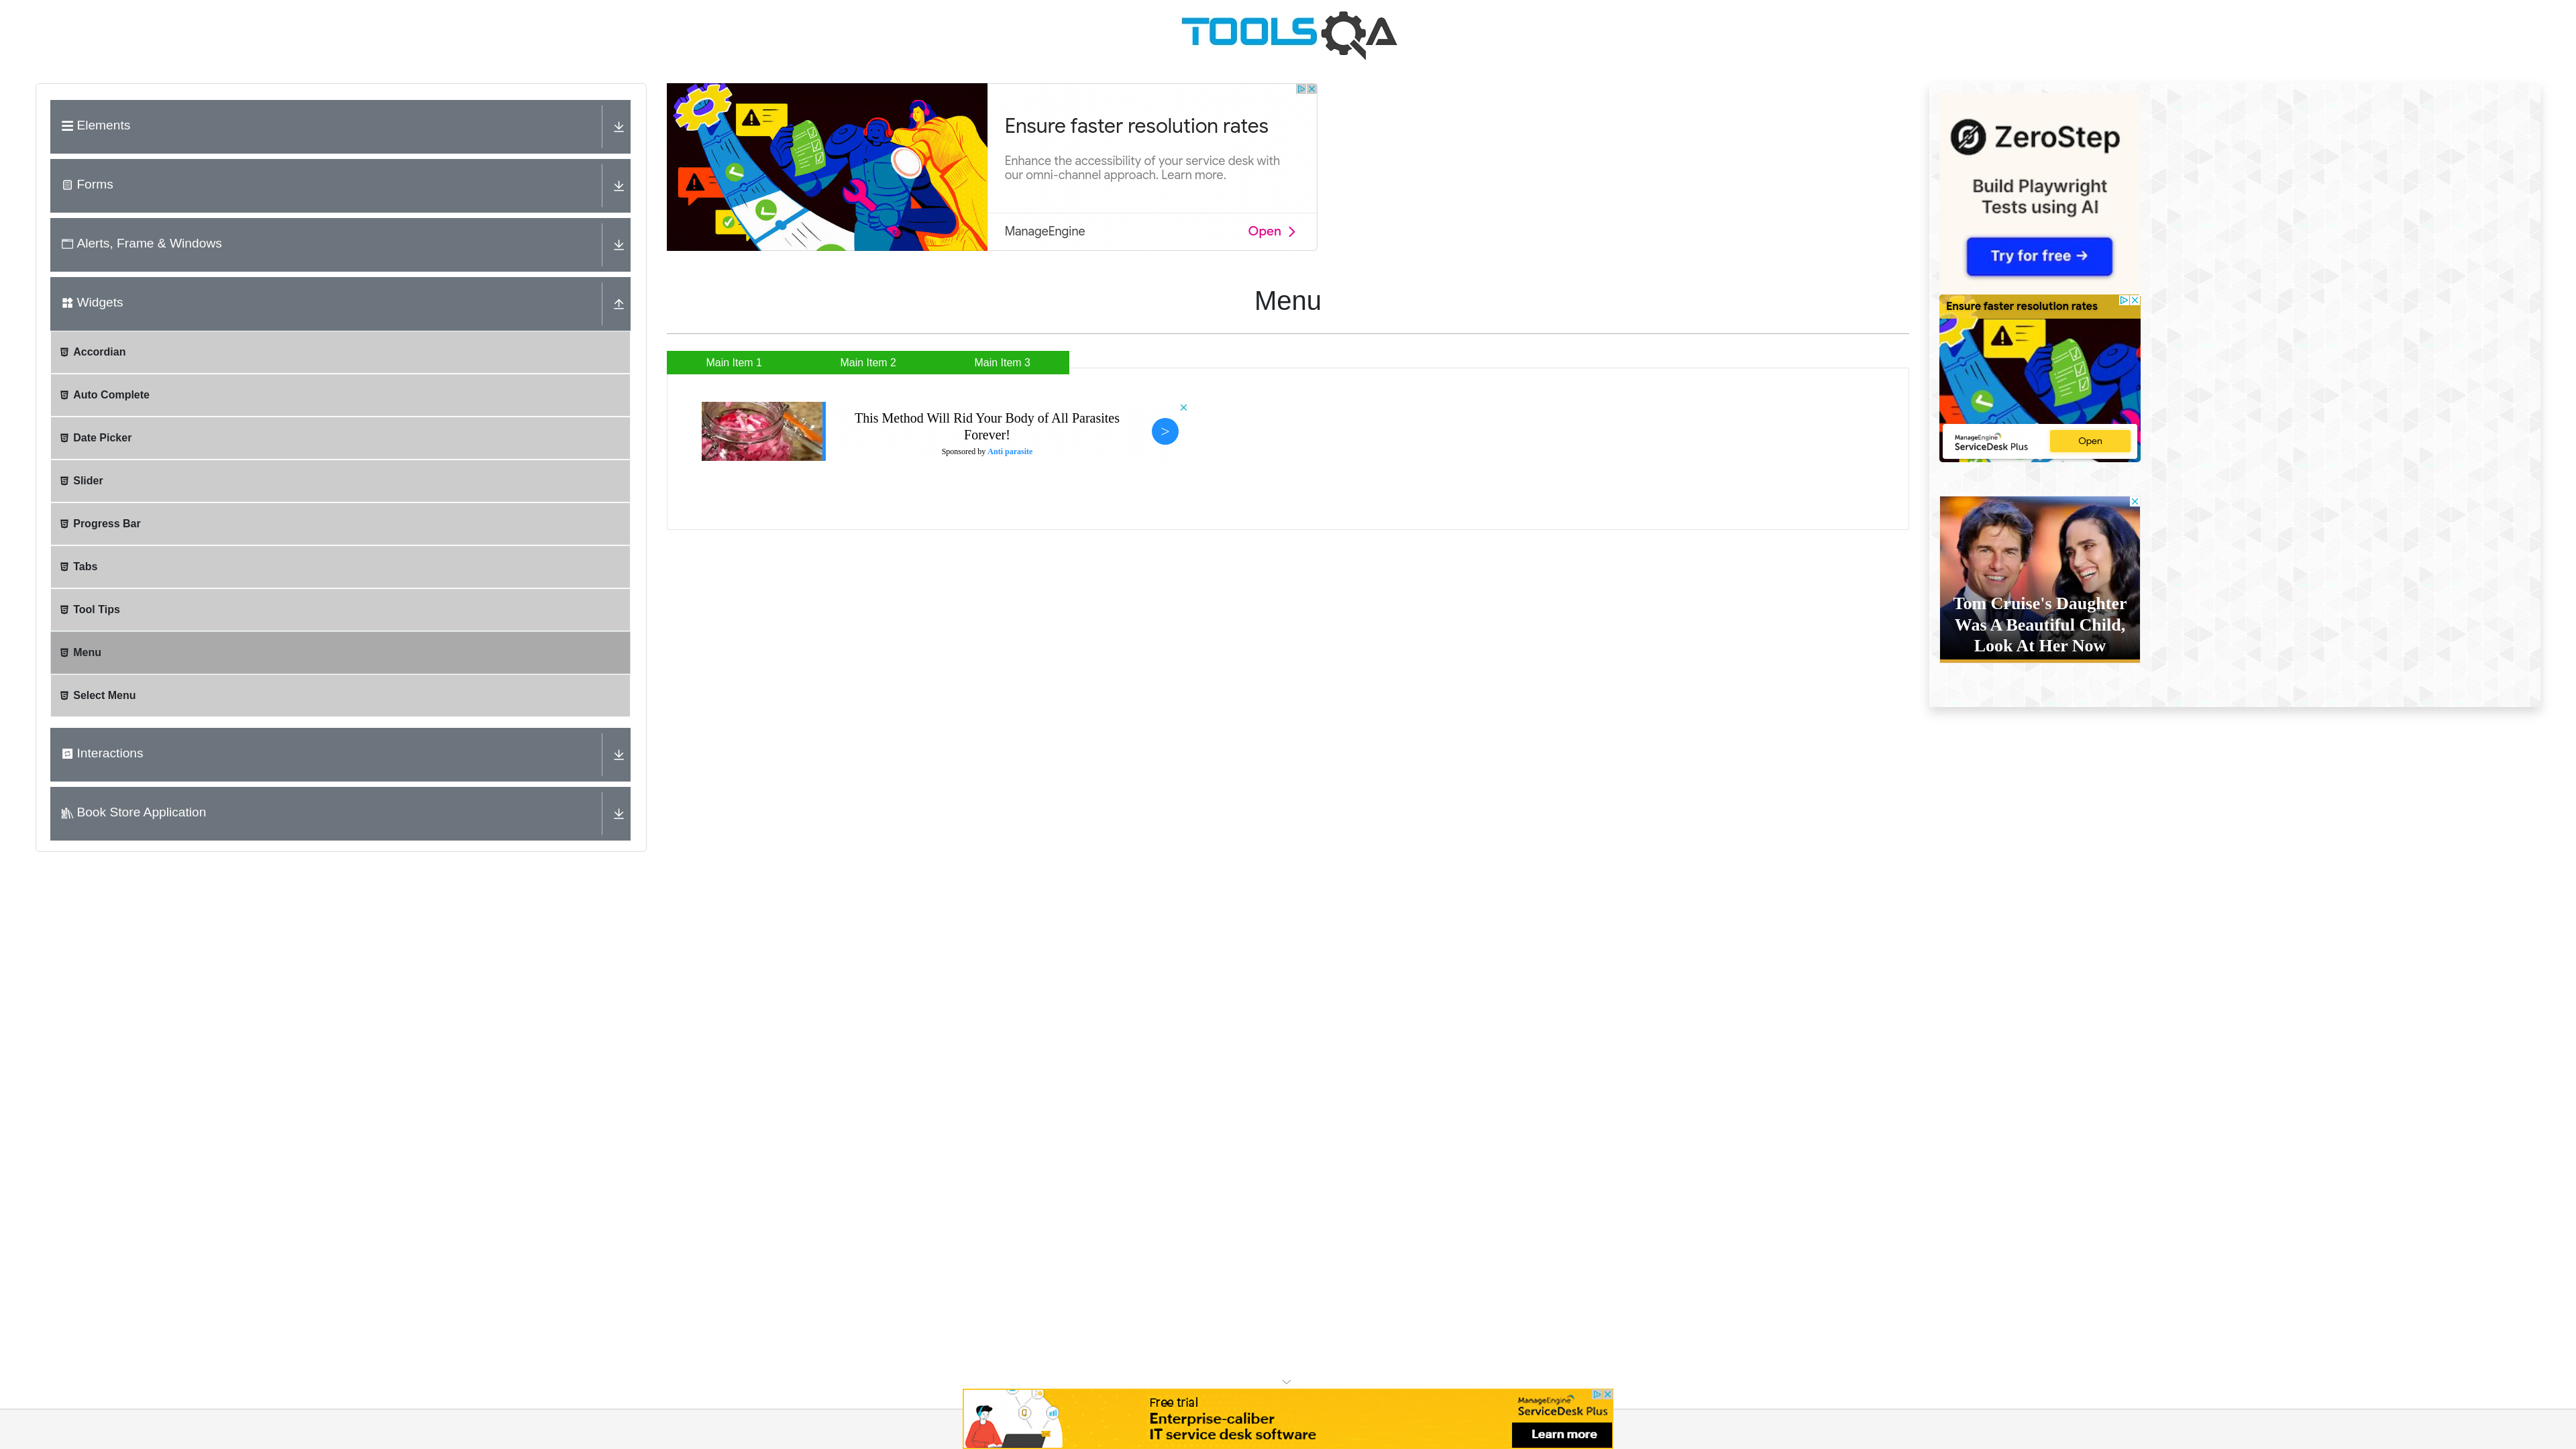 TOOLSQA
Elements
Forms
Alerts, Frame & Windows
Widgets
Accordian
Auto Complete
Date Picker
Slider
Progress Bar
Tabs
Tool Tips
Menu
Select Menu
Interactions
Book Store Application
Ensure faster resolution rates
Enhance the accessibility of your service desk with
our omni-channel approach. Learn more.
ManageEngine
Open
Menu
Main Item 1
Main Item 2
Main Item 3
This Method Will Rid Your Body of All Parasites
Forever!
Sponsored by Anti parasite
>
ZeroStep
Build Playwright
Tests using AI
Try for free →
Ensure faster resolution rates
ManageEngine
ServiceDesk Plus
Open
Tom Cruise's Daughter
Was A Beautiful Child,
Look At Her Now
Free trial
Enterprise-caliber
IT service desk software
ManageEngine
ServiceDesk Plus
Learn more